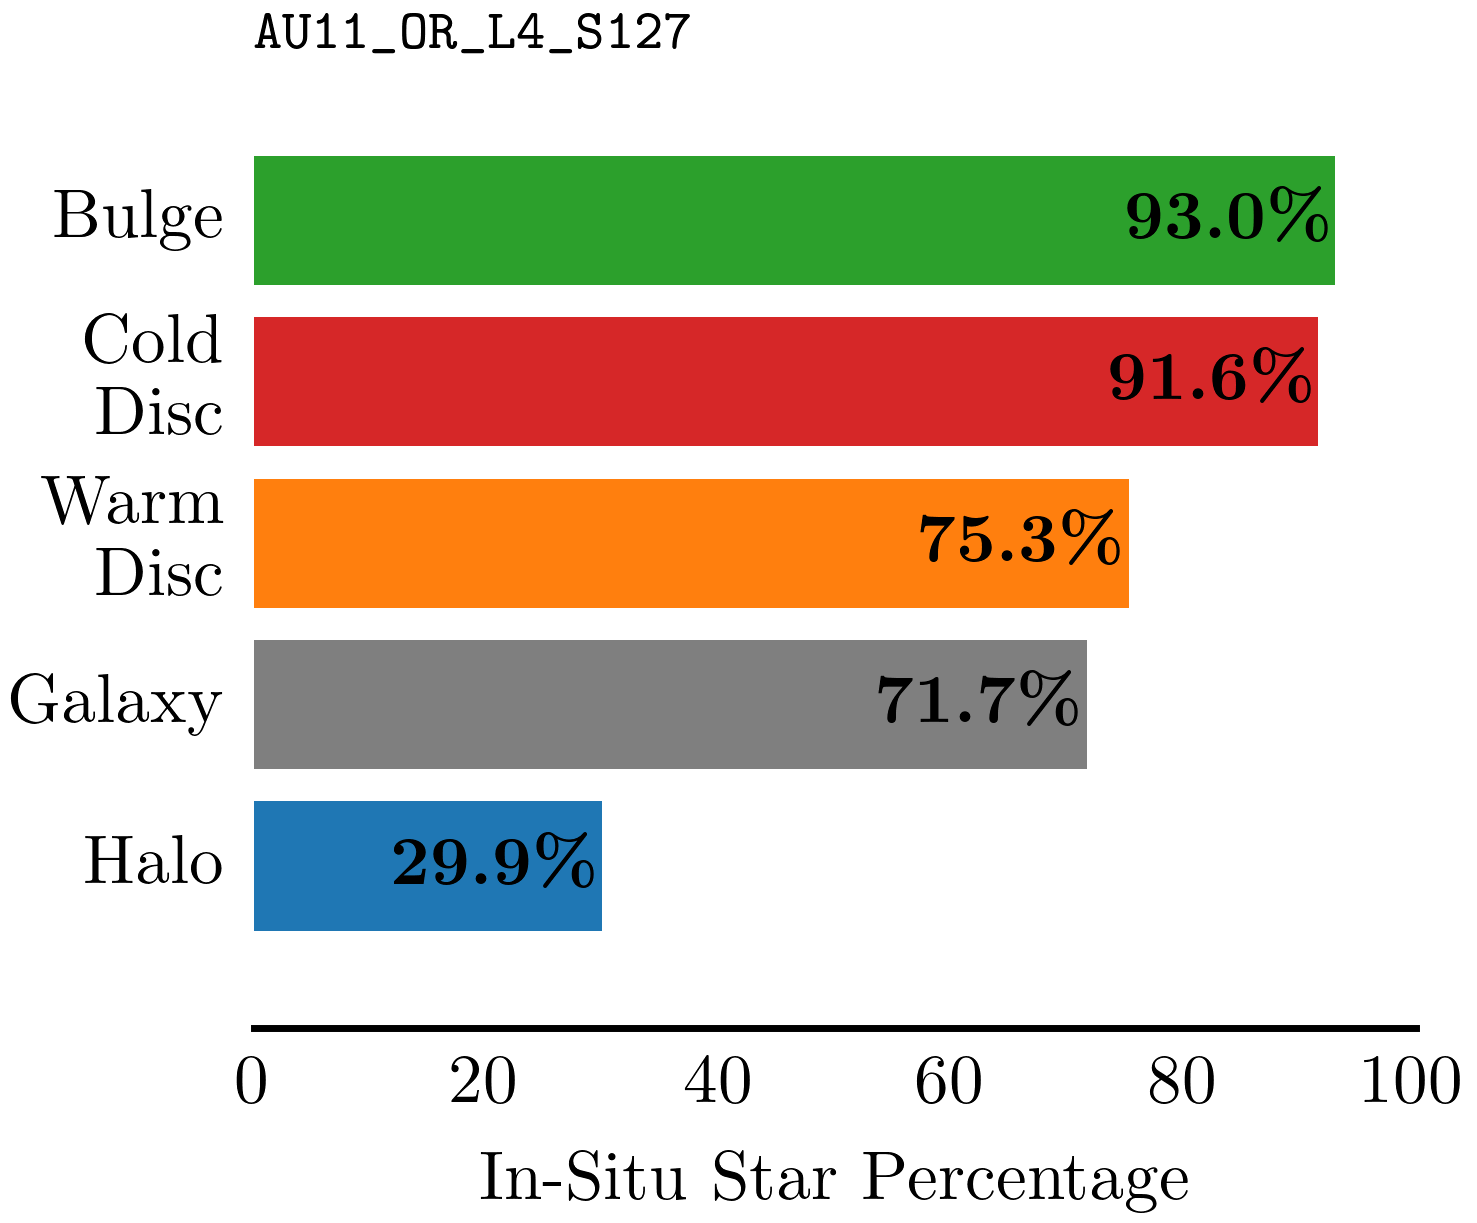 AU11_OR_L4_S127
Bulge
93.0%
Cold
Disc
91.6%
Warm
Disc
75.3%
Galaxy
71.7%
Halo
29.9%
0 20 40 60 80 100
In-Situ Star Percentage